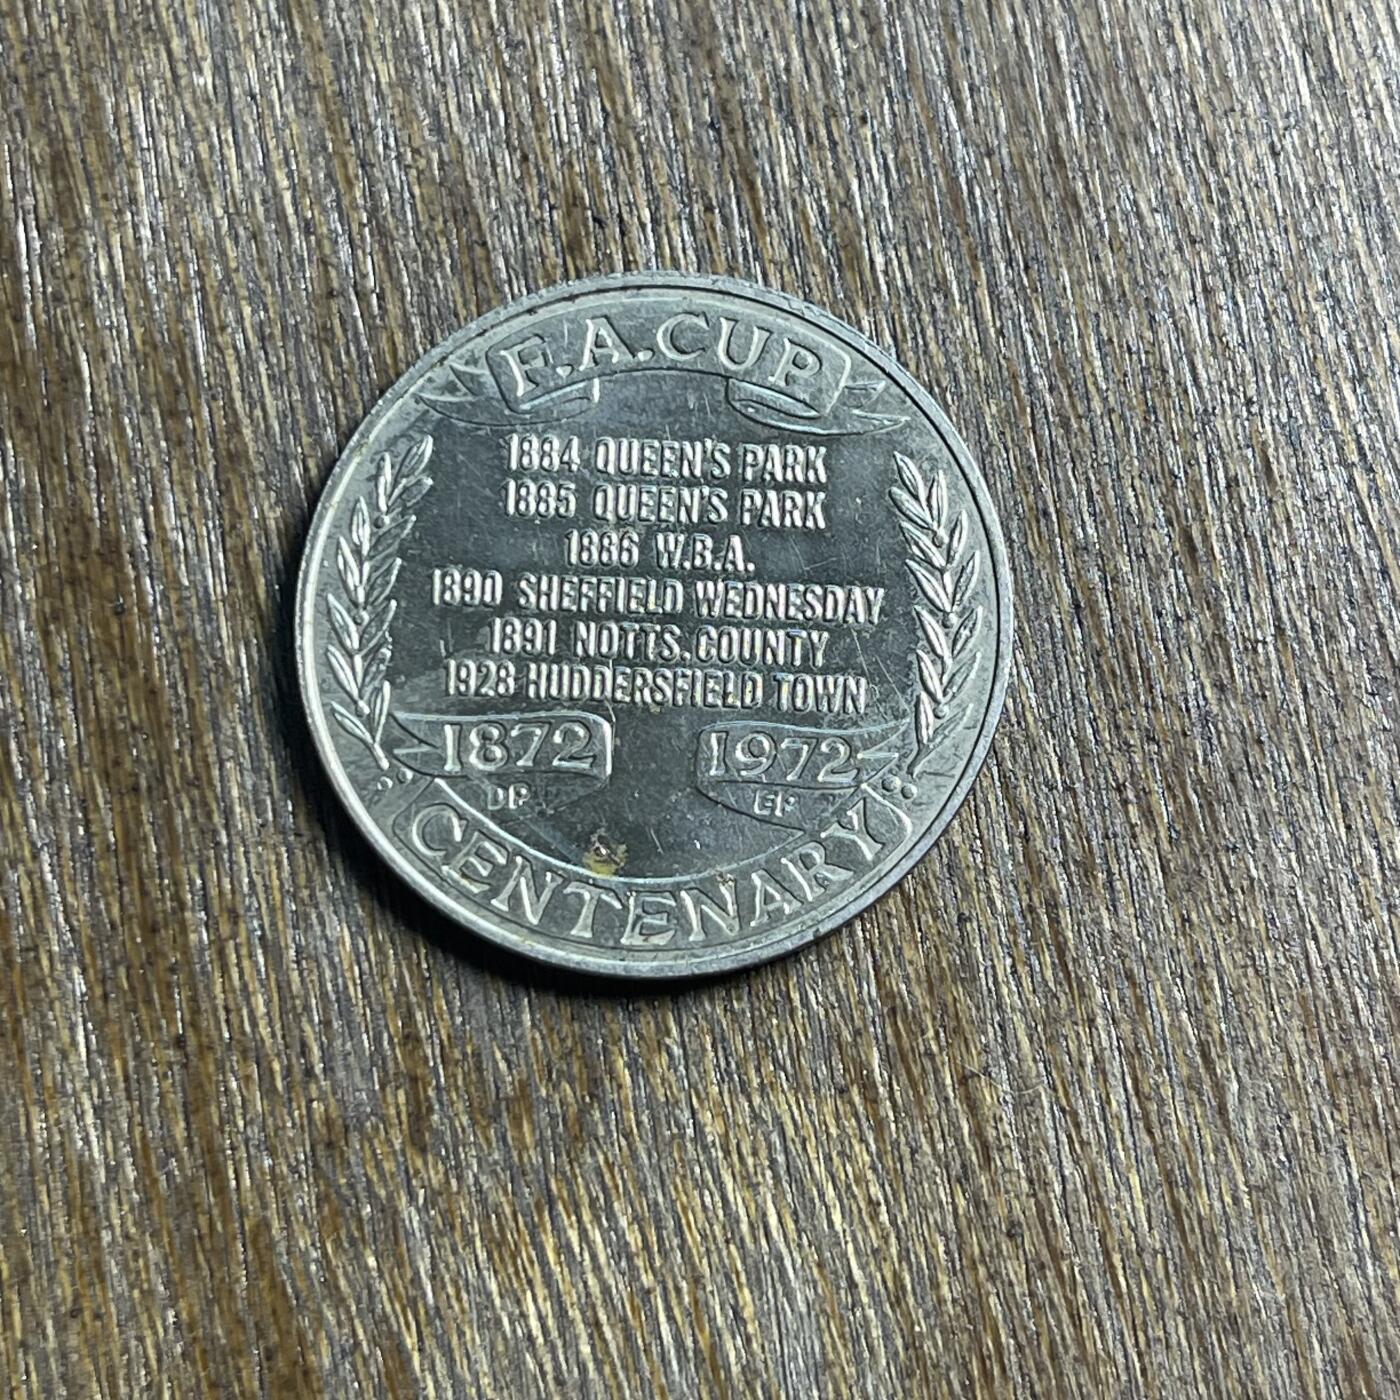 F.A.CUP
1884 QUEEN'S PARK
1885 QUEEN'S PARK
1886 W.B.A.
1890 SHEFFIELD WEDNESDAY
1891 NOTTS. COUNTY
1928 HUDDERSFIELD TOWN
1872 1972
DP EP
CENTENARY